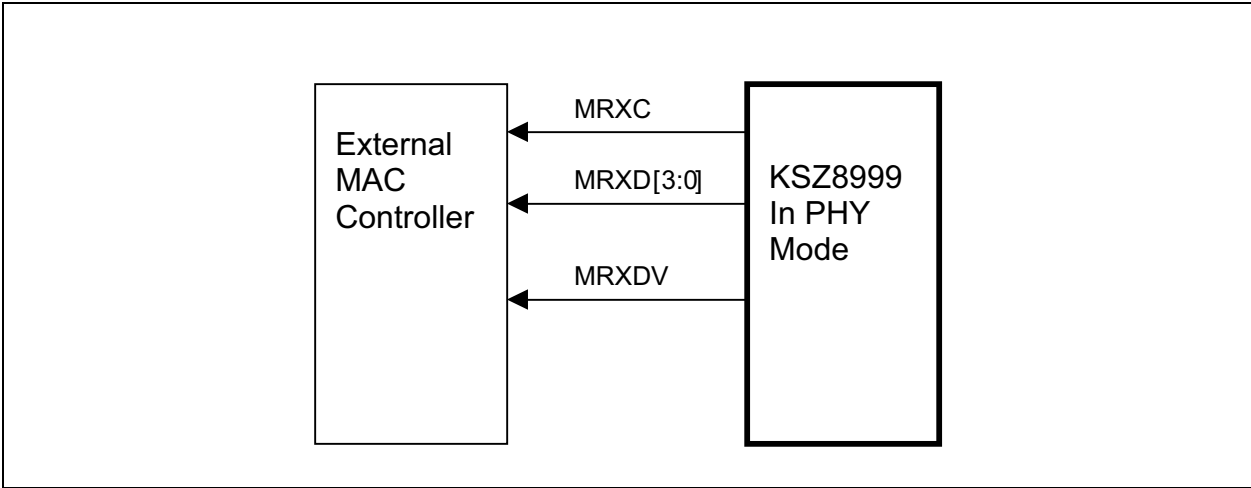 External
MAC
Controller
MRXC
MRXD[3:0]
MRXDV
KSZ8999
In PHY
Mode